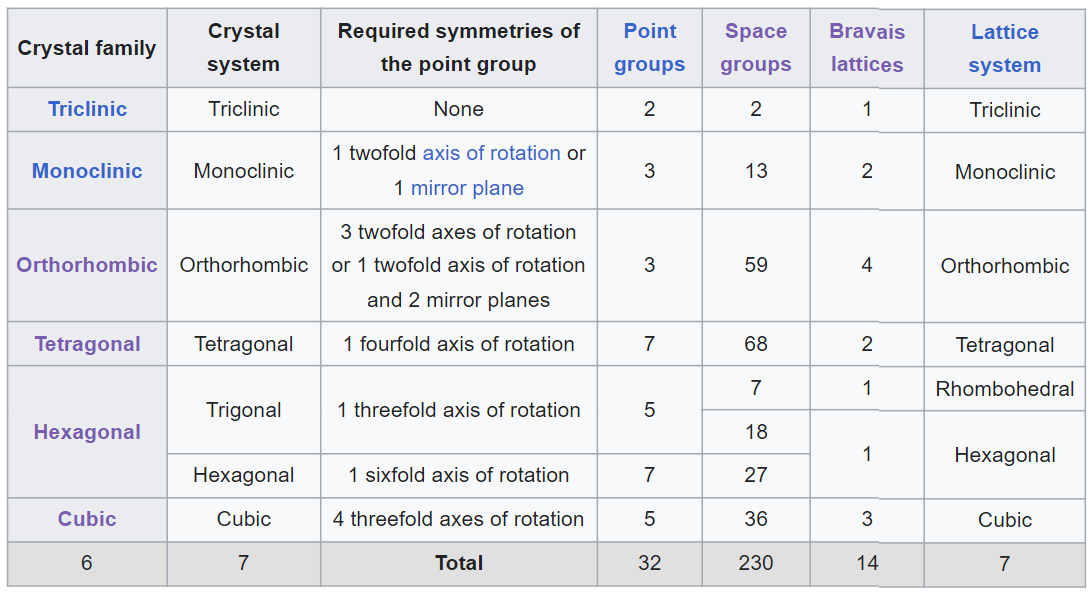 Crystal family Crystal system Required symmetries of the point group Point groups Space groups Bravais lattices Lattice system
Triclinic Triclinic None 2 2 1 Triclinic
Monoclinic Monoclinic 1 twofold axis of rotation or 1 mirror plane 3 13 2 Monoclinic
Orthorhombic Orthorhombic 3 twofold axes of rotation or 1 twofold axis of rotation and 2 mirror planes 3 59 4 Orthorhombic
Tetragonal Tetragonal 1 fourfold axis of rotation 7 68 2 Tetragonal
Hexagonal Trigonal 1 threefold axis of rotation 5 7 1 Rhombohedral
18 1 Hexagonal
Hexagonal 1 sixfold axis of rotation 7 27
Cubic Cubic 4 threefold axes of rotation 5 36 3 Cubic
6 7 Total 32 230 14 7